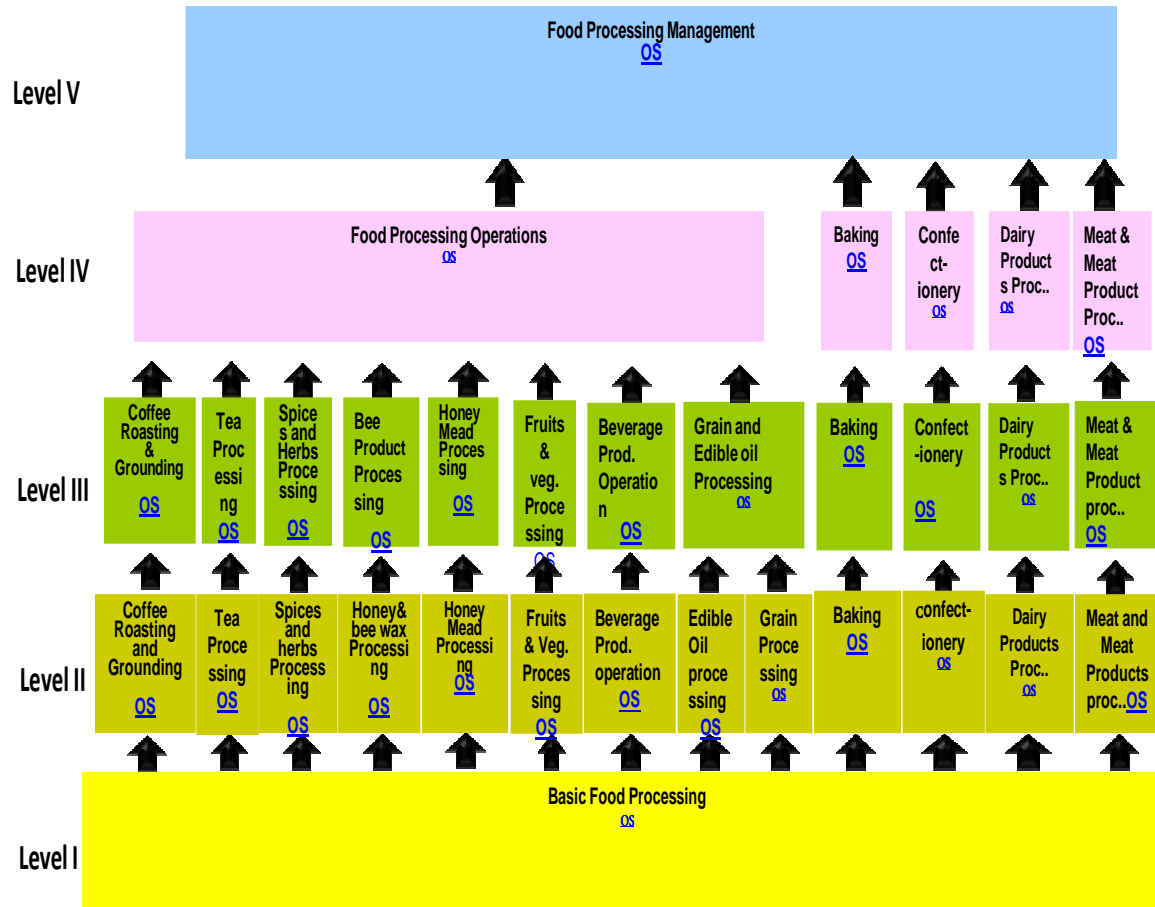 Food Processing Management
OS
Level V
Food Processing Operations
OS
Baking
OS
Confe
ct-
ionery
OS
Dairy
Product
s Proc..
OS
Meat &
Meat
Product
Proc..
OS
Level IV
Coffee
Roasting
&
Grounding
OS
Tea
Proc
essi
ng
OS
Spice
s and
Herbs
Proce
ssing
OS
Bee
Product
Proces
sing
OS
Honey
Mead
Proces
sing
OS
Fruits
&
veg.
Proce
ssing
OS
Beverage
Prod.
Operatio
n
OS
Grain and
Edible oil
Processing
OS
Baking
OS
Confect
-ionery
OS
Dairy
Product
s Proc..
OS
Meat &
Meat
Product
proc..
OS
Level III
Coffee
Roasting
and
Grounding
OS
Tea
Proce
ssing
OS
Spices
and
herbs
Process
ing
OS
Honey&
bee wax
Processi
ng
OS
Honey
Mead
Processi
ng
OS
Fruits
& Veg.
Proces
sing
OS
Beverage
Prod.
operation
OS
Edible
Oil
proce
ssing
OS
Grain
Proce
ssing
OS
Baking
OS
confect-
ionery
OS
Dairy
Products
Proc..
OS
Meat and
Meat
Products
proc..OS
Level II
Basic Food Processing
OS
Level I